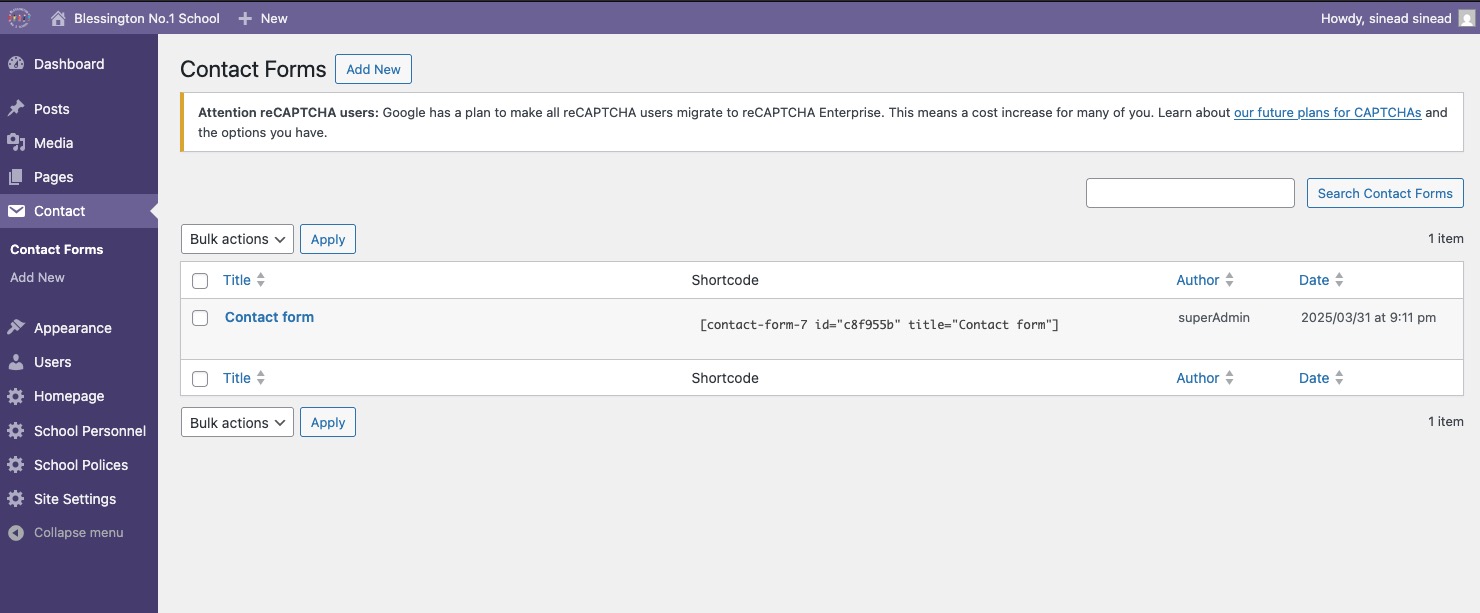 Blessington No.1 School
New
Howdy, sinead sinead
Dashboard
Posts
Media
Pages
Contact
Contact Forms
Add New
Appearance
Users
Homepage
School Personnel
School Polices
Site Settings
Collapse menu
Contact Forms
Add New
Attention reCAPTCHA users: Google has a plan to make all reCAPTCHA users migrate to reCAPTCHA Enterprise. This means a cost increase for many of you. Learn about our future plans for CAPTCHAs and
the options you have.
Search Contact Forms
Bulk actions
Apply
1 item
Title
Shortcode
Author
Date
Contact form
[contact-form-7 id="c8f955b" title="Contact form"]
superAdmin
2025/03/31 at 9:11 pm
Title
Shortcode
Author
Date
Bulk actions
Apply
1 item